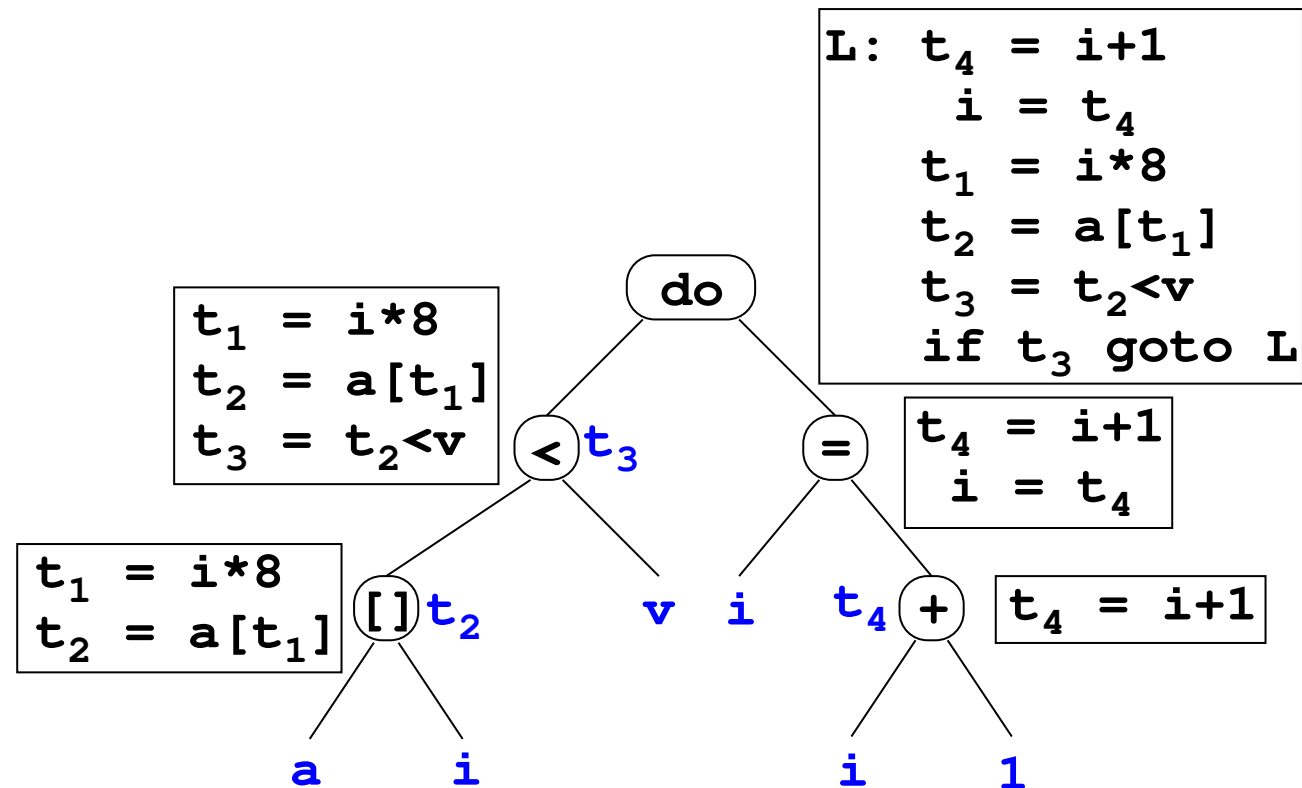 L: t₄ = i+1
i = t₄
t₁ = i*8
t₂ = a[t₁]
t₃ = t₂<v
if t₃ goto L
do
t₁ = i*8
t₂ = a[t₁]
t₃ = t₂<v
< t₃
=
t₄ = i+1
i = t₄
t₁ = i*8
t₂ = a[t₁]
[] t₂
v
i
t₄ +
t₄ = i+1
a
i
i
1